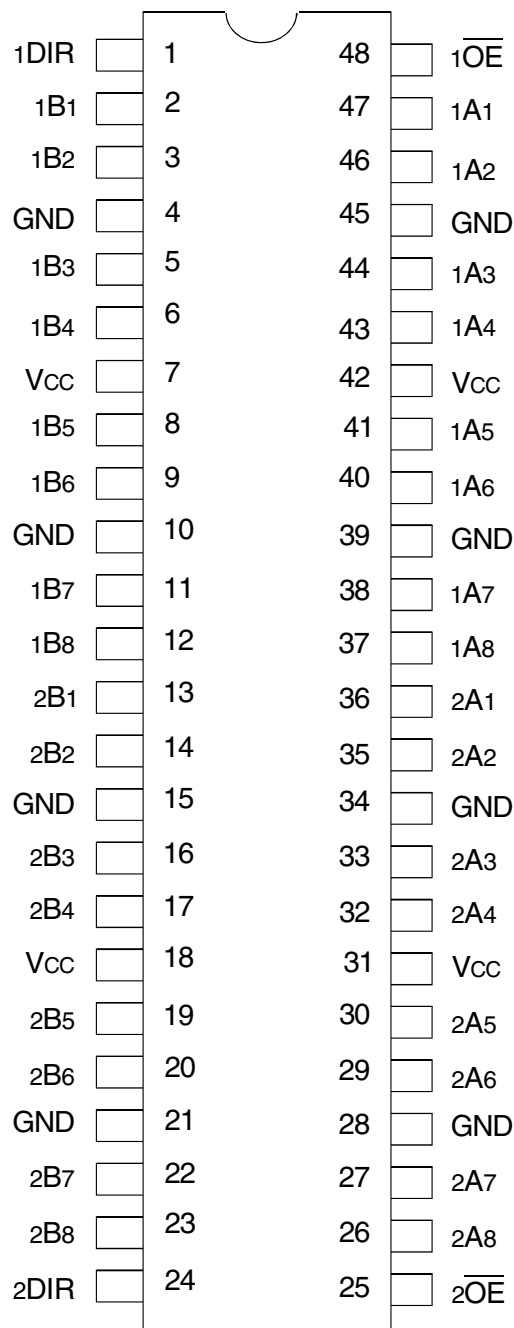 1DIR 1 48 1O̅E̅
1B1 2 47 1A1
1B2 3 46 1A2
GND 4 45 GND
1B3 5 44 1A3
1B4 6 43 1A4
VCC 7 42 VCC
1B5 8 41 1A5
1B6 9 40 1A6
GND 10 39 GND
1B7 11 38 1A7
1B8 12 37 1A8
2B1 13 36 2A1
2B2 14 35 2A2
GND 15 34 GND
2B3 16 33 2A3
2B4 17 32 2A4
VCC 18 31 VCC
2B5 19 30 2A5
2B6 20 29 2A6
GND 21 28 GND
2B7 22 27 2A7
2B8 23 26 2A8
2DIR 24 25 2O̅E̅